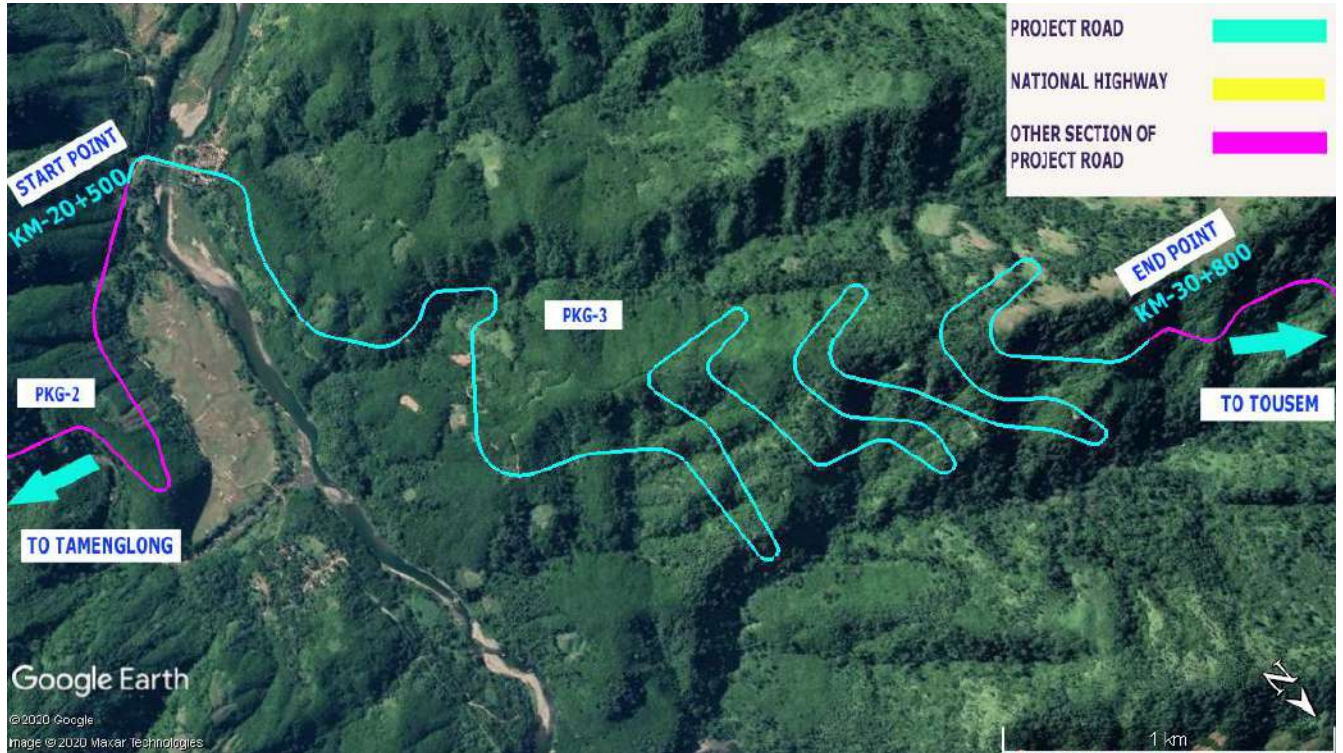 PROJECT ROAD
NATIONAL HIGHWAY
OTHER SECTION OF
PROJECT ROAD
START POINT
KM-20+500
END POINT
KM-30+800
PKG-3
PKG-2
TO TOUSEM
TO TAMENGLONG
Google Earth
© 2020 Google
Image © 2020 Maxar Technologies
N
1 km